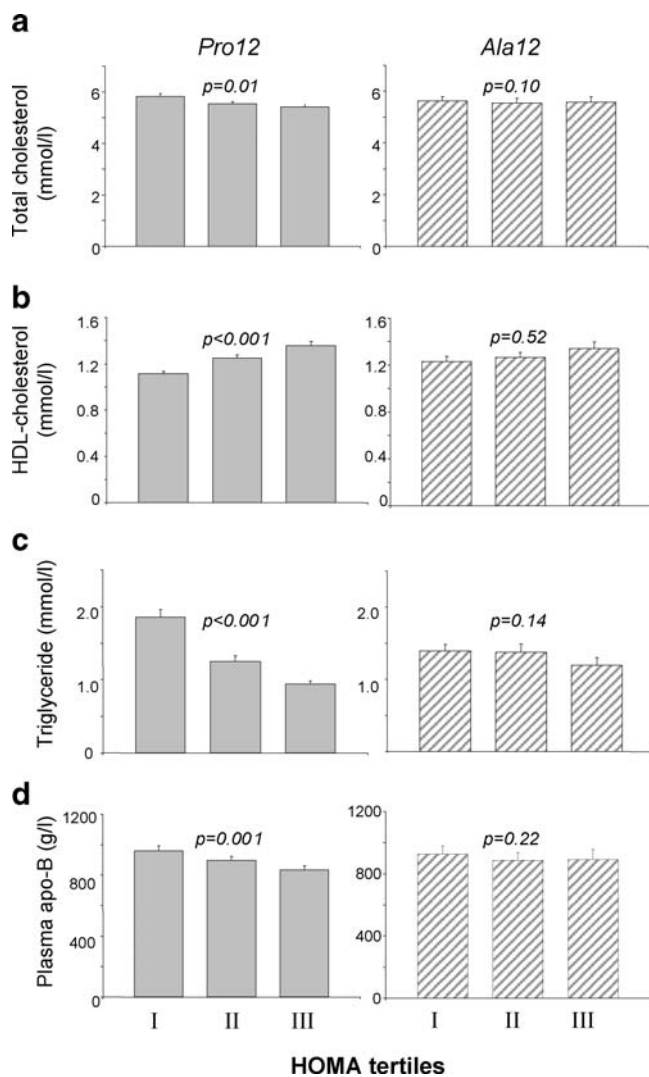 a
Pro12 Ala12
Total cholesterol
(mmol/l)
6
4
2
0
p=0.01
6
4
2
0
p=0.10
b
HDL-cholesterol
(mmol/l)
1.6
1.2
0.8
0.4
0
p<0.001
1.6
1.2
0.8
0.4
0
p=0.52
c
Triglyceride (mmol/l)
2.0
1.0
0
p<0.001
2.0
1.0
0
p=0.14
d
Plasma apo-B (g/l)
1200
800
400
0
p=0.001
1200
800
400
0
p=0.22
I II III I II III
HOMA tertiles